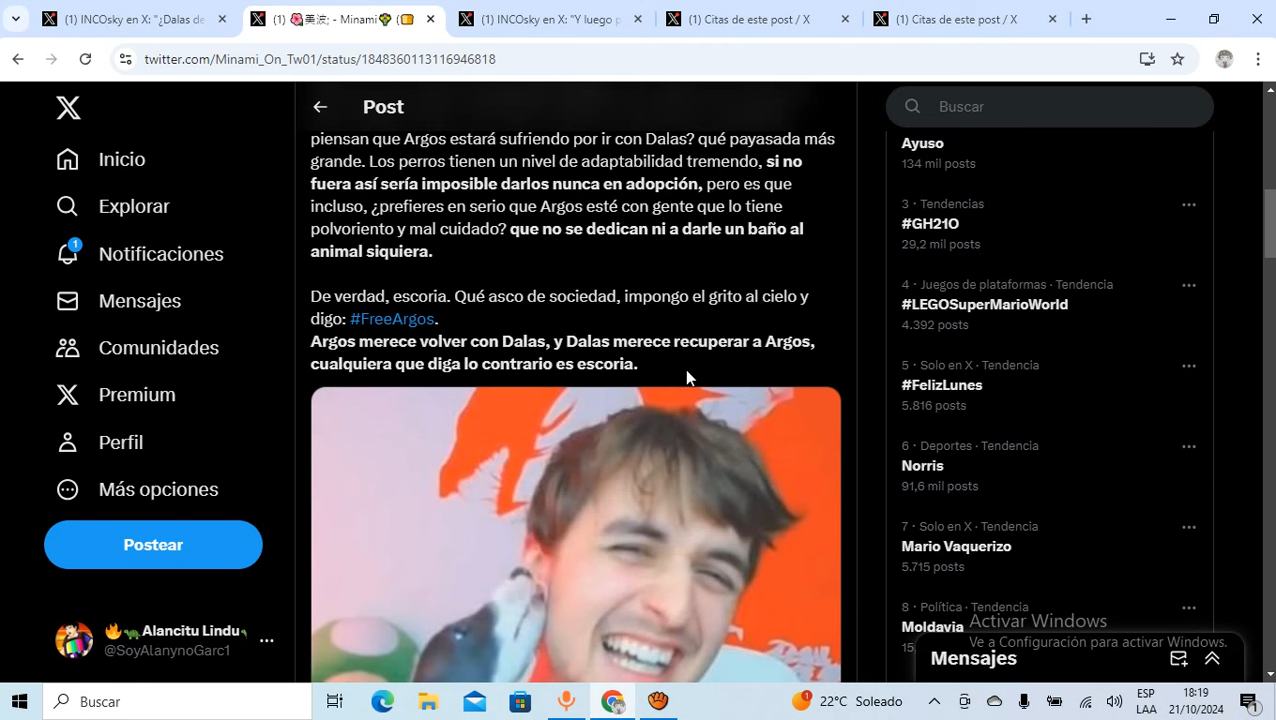 (1) INCOsky en X: "¿Dalas de
(1) 🌺美波; - Minami🌳 (
(1) INCOsky en X: "Y luego p
(1) Citas de este post / X
(1) Citas de este post / X
twitter.com/Minami_On_Tw01/status/1848360113116946818
Inicio
Explorar
Notificaciones
1
Mensajes
Comunidades
Premium
Perfil
Más opciones
Postear
🔥🐢Alancitu Lindu
@SoyAlanynoGarc1
Post
piensan que Argos estará sufriendo por ir con Dalas? qué payasada más
grande. Los perros tienen un nivel de adaptabilidad tremendo, si no
fuera así sería imposible darlos nunca en adopción, pero es que
incluso, ¿prefieres en serio que Argos esté con gente que lo tiene
polvoriento y mal cuidado? que no se dedican ni a darle un baño al
animal siquiera.
De verdad, escoria. Qué asco de sociedad, impongo el grito al cielo y
digo: #FreeArgos.
Argos merece volver con Dalas, y Dalas merece recuperar a Argos,
cualquiera que diga lo contrario es escoria.
Buscar
Ayuso
134 mil posts
3 · Tendencias
#GH21O
29,2 mil posts
4 · Juegos de plataformas · Tendencia
#LEGOSuperMarioWorld
4.392 posts
5 · Solo en X · Tendencia
#FelizLunes
5.816 posts
6 · Deportes · Tendencia
Norris
91,6 mil posts
7 · Solo en X · Tendencia
Mario Vaquerizo
5.715 posts
8 · Política · Tendencia
Moldavia
Activar Windows
Ve a Configuración para activar Windows.
Mensajes
Buscar
1
22°C Soleado
ESP
LAA
18:19
21/10/2024
1